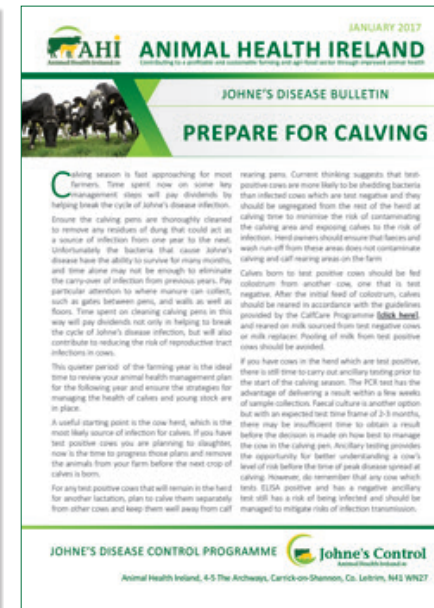 JANUARY 2017
AHI
Animal Health Ireland.ie
ANIMAL HEALTH IRELAND
Contributing to a profitable and sustainable farming and agri-food sector through improved animal health
JOHNE'S DISEASE BULLETIN
PREPARE FOR CALVING
Calving season is fast approaching for most
farmers. Time spent now on some key
management steps will pay dividends by
helping break the cycle of Johne's disease infection.
Ensure the calving pens are thoroughly cleaned
to remove any residues of dung that could act as
a source of infection from one year to the next.
Unfortunately the bacteria that cause Johne's
disease have the ability to survive for many months,
and time alone may not be enough to eliminate
the carry-over of infection from previous years. Pay
particular attention to where manure can collect,
such as gates between pens, and walls as well as
floors. Time spent on cleaning calving pens in this
way will pay dividends not only in helping to break
the cycle of Johne's disease infection, but will also
contribute to reducing the risk of reproductive tract
infections in cows.
This quieter period of the farming year is the ideal
time to review your animal health management plan
for the following year and ensure the strategies for
managing the health of calves and young stock are
in place.
A useful starting point is the cow herd, which is the
most likely source of infection for calves. If you have
test positive cows you are planning to slaughter,
now is the time to progress those plans and remove
the animals from your farm before the next crop of
calves is born.
For any test positive cows that will remain in the herd
for another lactation, plan to calve them separately
from other cows and keep them well away from calf
rearing pens. Current thinking suggests that test-
positive cows are more likely to be shedding bacteria
than infected cows which are test negative and they
should be segregated from the rest of the herd at
calving time to minimise the risk of contaminating
the calving area and exposing calves to the risk of
infection. Herd owners should ensure that faeces and
wash run-off from these areas does not contaminate
calving and calf rearing areas on the farm
Calves born to test positive cows should be fed
colostrum from another cow, one that is test
negative. After the initial feed of colostrum, calves
should be reared in accordance with the guidelines
provided by the CalfCare Programme [click here],
and reared on milk sourced from test negative cows
or milk replacer. Pooling of milk from test positive
cows should be avoided.
If you have cows in the herd which are test positive,
there is still time to carry out ancillary testing prior to
the start of the calving season. The PCR test has the
advantage of delivering a result within a few weeks
of sample collection. Faecal culture is another option
but with an expected test time frame of 2-3 months,
there may be insufficient time to obtain a result
before the decision is made on how best to manage
the cow in the calving pen. Ancillary testing provides
the opportunity for better understanding a cow's
level of risk before the time of peak disease spread at
calving. However, do remember that any cow which
tests ELISA positive and has a negative ancillary
test still has a risk of being infected and should be
managed to mitigate risks of infection transmission.
JOHNE'S DISEASE CONTROL PROGRAMME
Johne's Control
Animal Health Ireland.ie
Animal Health Ireland, 4-5 The Archways, Carrick-on-Shannon, Co. Leitrim, N41 WN27